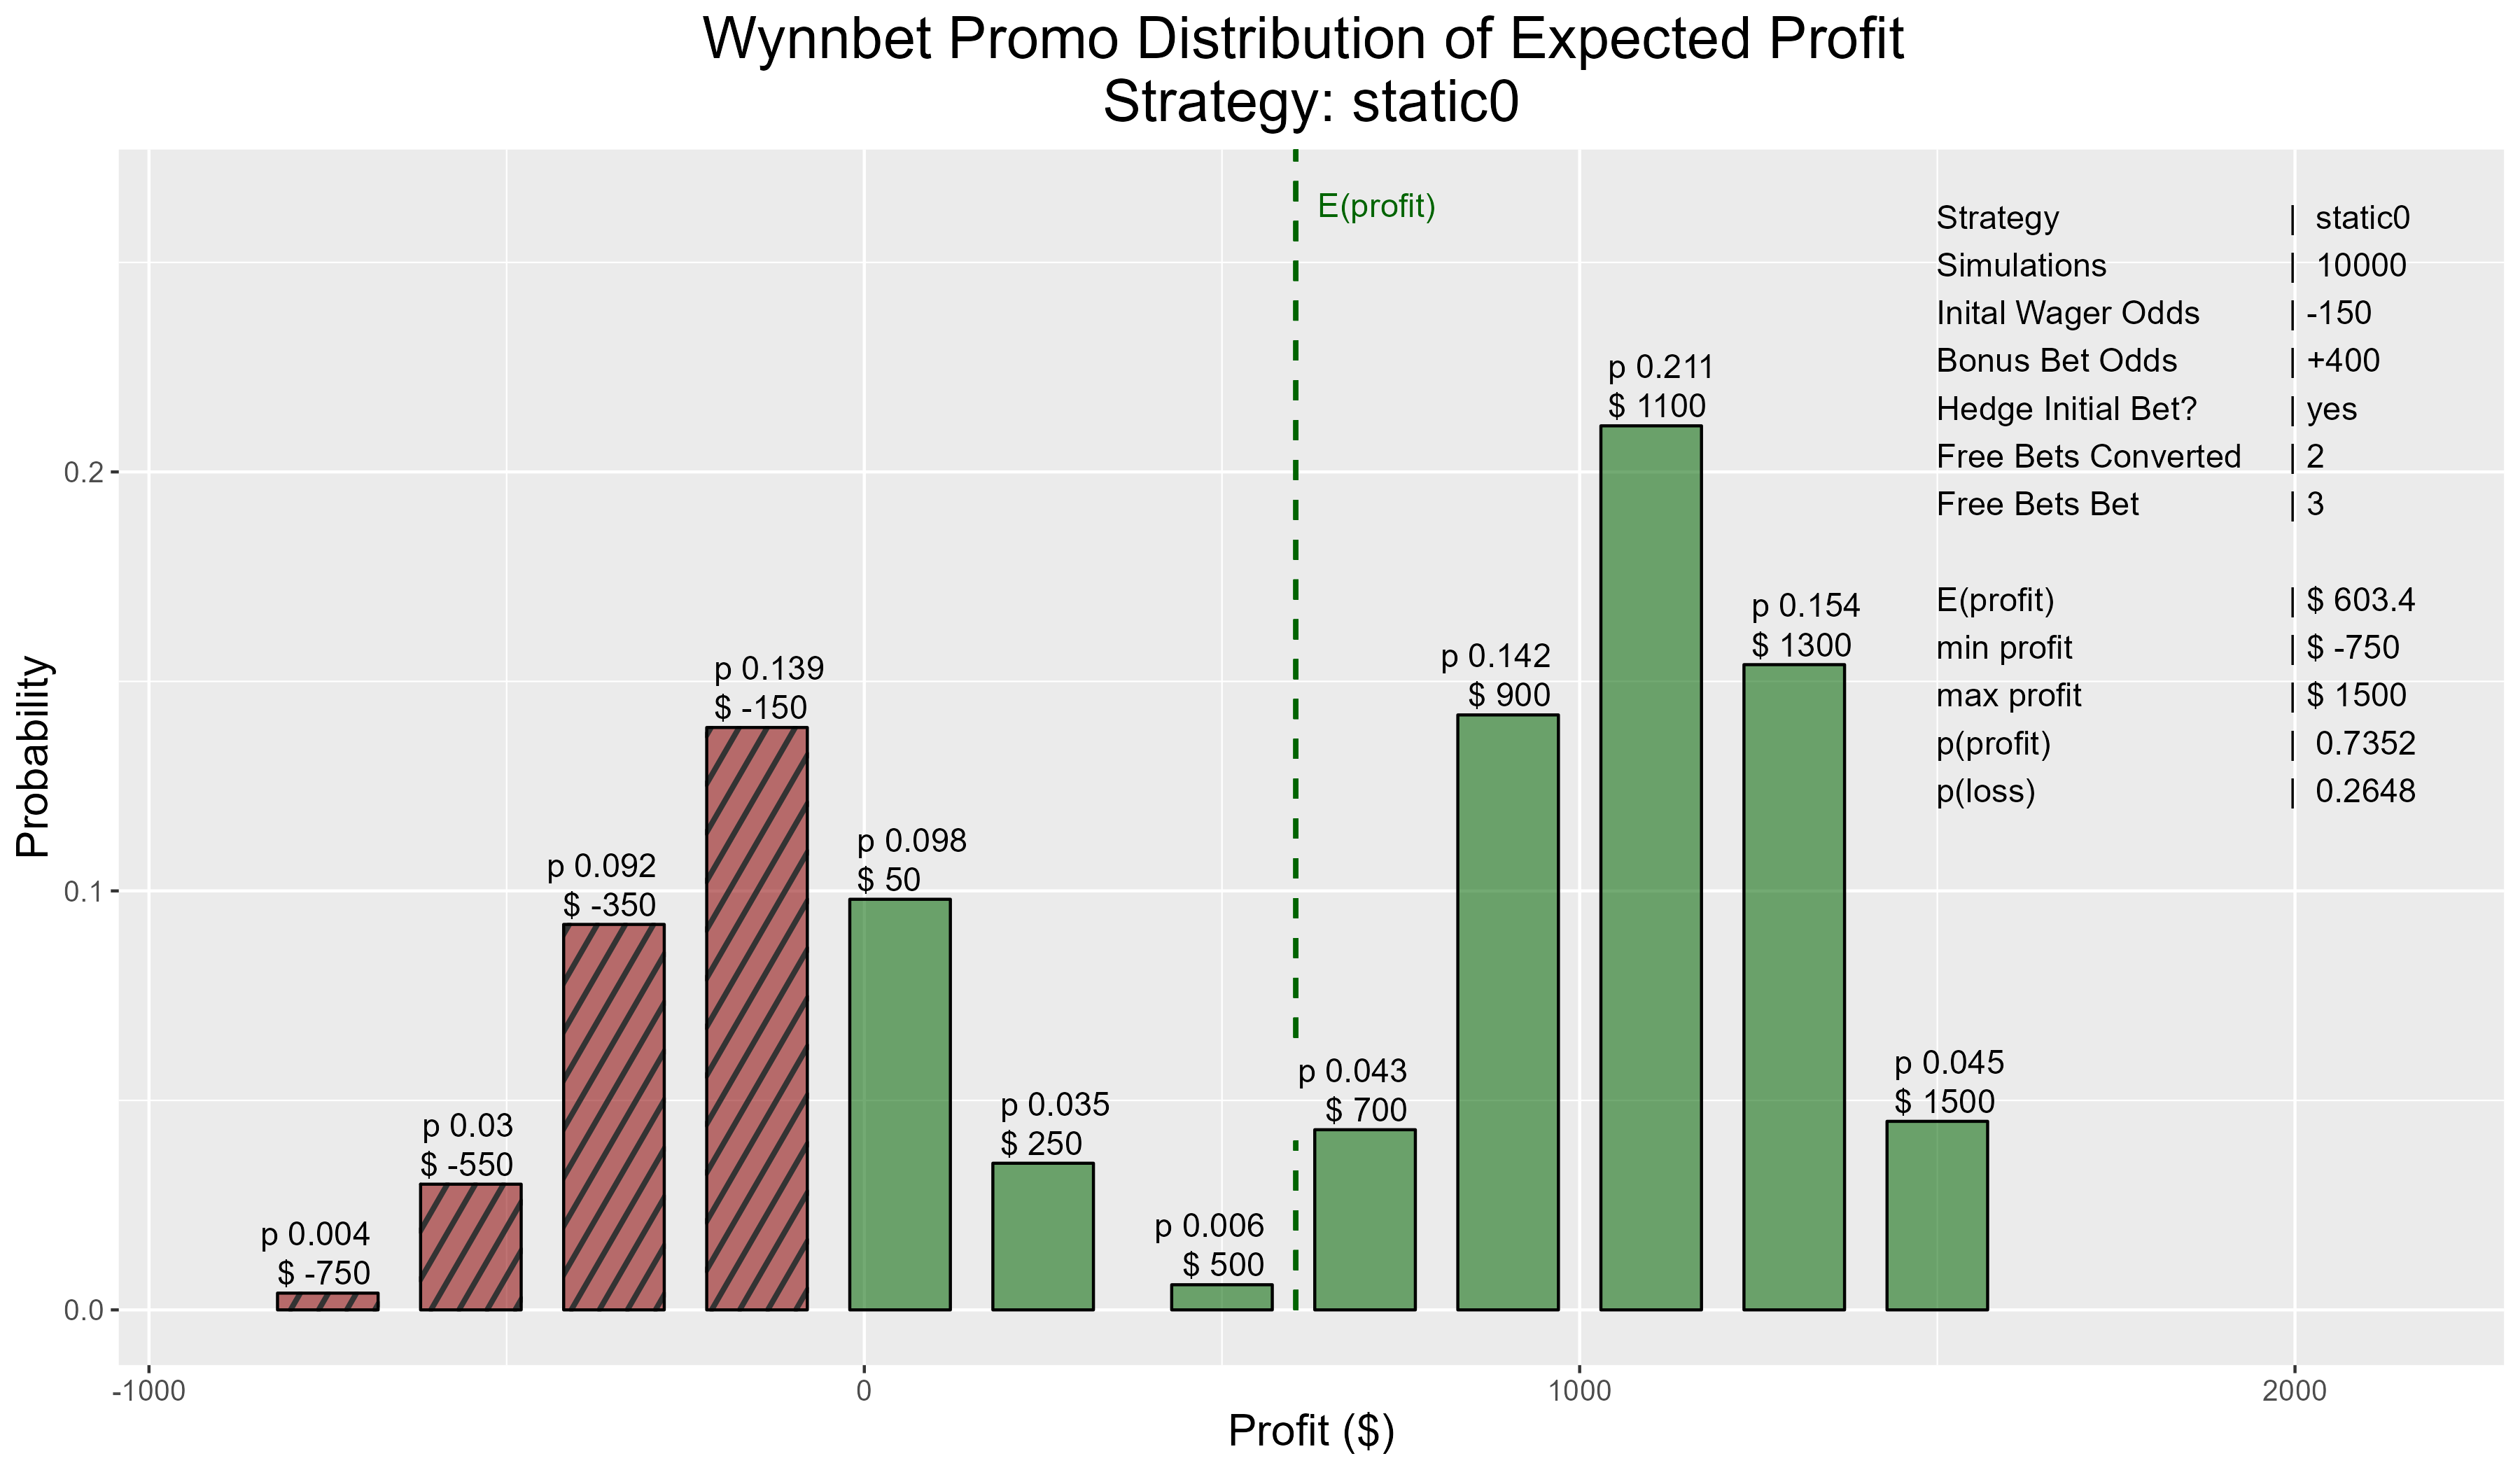 Wynnbet Promo Distribution of Expected Profit
Strategy: static0
E(profit)
Strategy | static0
Simulations | 10000
Inital Wager Odds | -150
Bonus Bet Odds | +400
Hedge Initial Bet? | yes
Free Bets Converted | 2
Free Bets Bet | 3
E(profit) | $ 603.4
min profit | $ -750
max profit | $ 1500
p(profit) | 0.7352
p(loss) | 0.2648
p 0.004
$ -750
p 0.03
$ -550
p 0.092
$ -350
p 0.139
$ -150
p 0.098
$ 50
p 0.035
$ 250
p 0.006
$ 500
p 0.043
$ 700
p 0.142
$ 900
p 0.211
$ 1100
p 0.154
$ 1300
p 0.045
$ 1500
Probability
0.2
0.1
0.0
-1000
0
1000
2000
Profit ($)